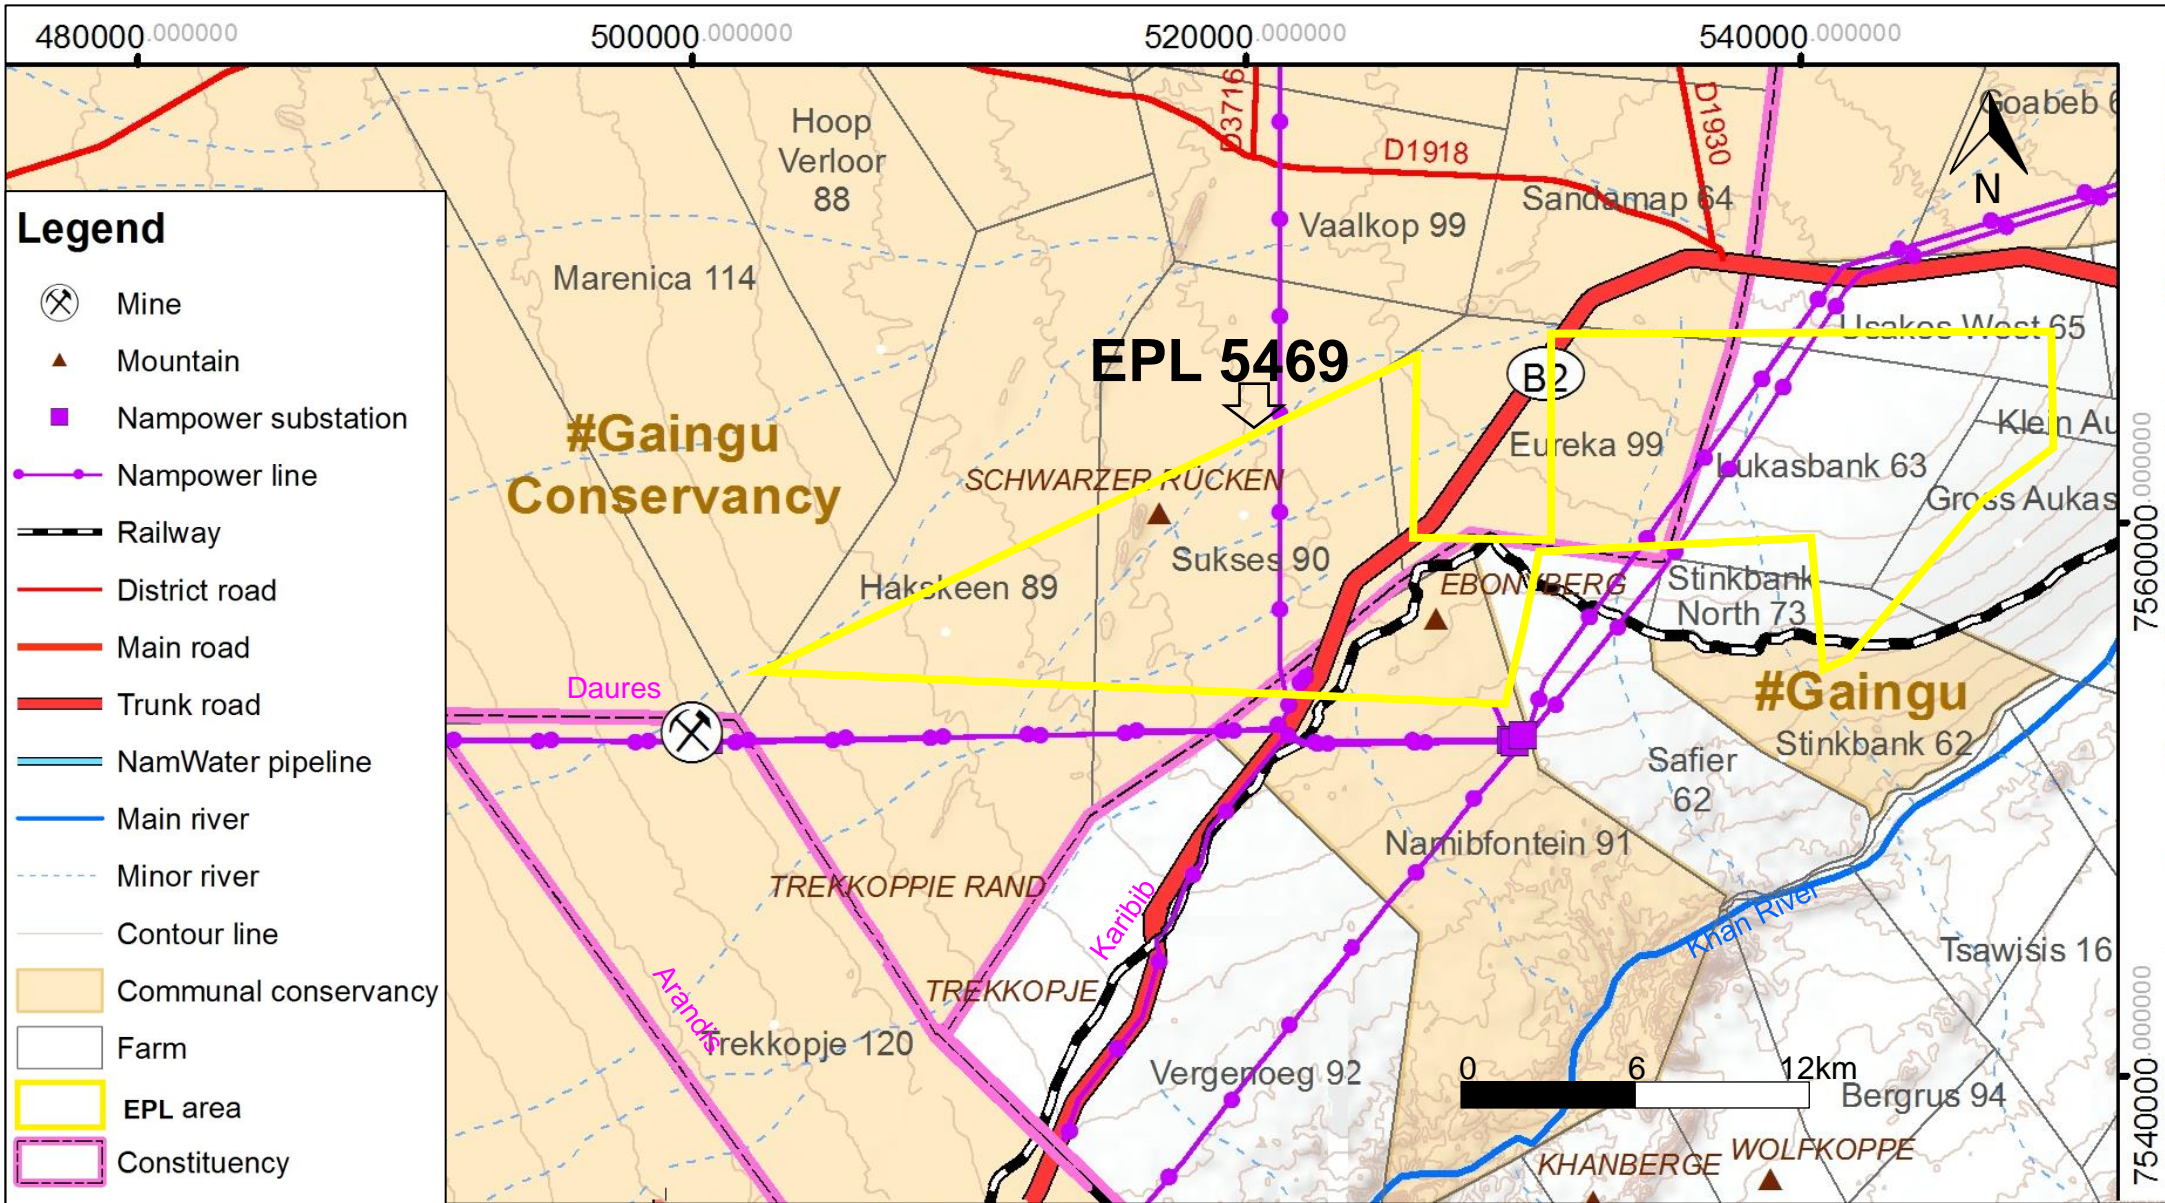 480000.000000
500000.000000
520000.000000
540000.000000
Hoop
Verloor
88
D3716
D1918
D1930
N
Marenica 114
Vaalkop 99
Sandamap 64
Usakos West 65
EPL 5469
B2
#Gaingu
Conservancy
SCHWARZER RÜCKEN
Eureka 99
Lukasbank 63
Klein Au
Gross Aukas
Hakskeen 89
Sukses 90
EBONYBERG
Stinkbank
North 73
Daures
#Gaingu
Stinkbank 62
Safier
62
Namibfontein 91
TREKKOPPIE RAND
Karibib
Khan River
TREKKOPJE
Arandis
Trekkopje 120
Vergenoeg 92
Tsawisis 16
Bergrus 94
0 6 12km
KHANBERGE
WOLFKOPPE
7560000.000000
7540000.000000
Legend
Mine
Mountain
Nampower substation
Nampower line
Railway
District road
Main road
Trunk road
NamWater pipeline
Main river
Minor river
Contour line
Communal conservancy
Farm
EPL area
Constituency